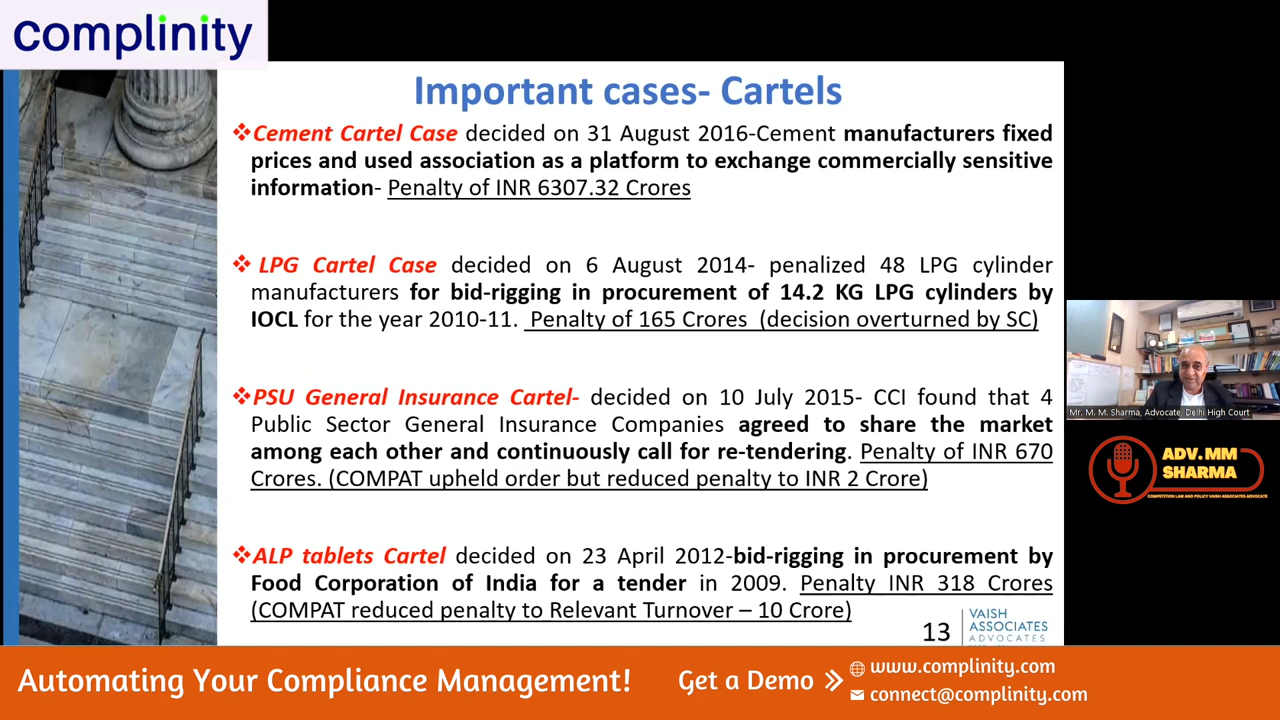 complinity
Important cases- Cartels
❖Cement Cartel Case decided on 31 August 2016-Cement manufacturers fixed
prices and used association as a platform to exchange commercially sensitive
information- Penalty of INR 6307.32 Crores
❖ LPG Cartel Case decided on 6 August 2014- penalized 48 LPG cylinder
manufacturers for bid-rigging in procurement of 14.2 KG LPG cylinders by
IOCL for the year 2010-11. Penalty of 165 Crores (decision overturned by SC)
❖PSU General Insurance Cartel- decided on 10 July 2015- CCI found that 4
Public Sector General Insurance Companies agreed to share the market
among each other and continuously call for re-tendering. Penalty of INR 670
Crores. (COMPAT upheld order but reduced penalty to INR 2 Crore)
❖ALP tablets Cartel decided on 23 April 2012-bid-rigging in procurement by
Food Corporation of India for a tender in 2009. Penalty INR 318 Crores
(COMPAT reduced penalty to Relevant Turnover – 10 Crore)
13
VAISH
ASSOCIATES
ADVOCATES
Mr. M. M. Sharma, Advocate, Delhi High Court
ADV.MM
SHARMA
COMPETITION LAW AND POLICY VAISH ASSOCIATES ADVOCATE
Automating Your Compliance Management!
Get a Demo
www.complinity.com
connect@complinity.com